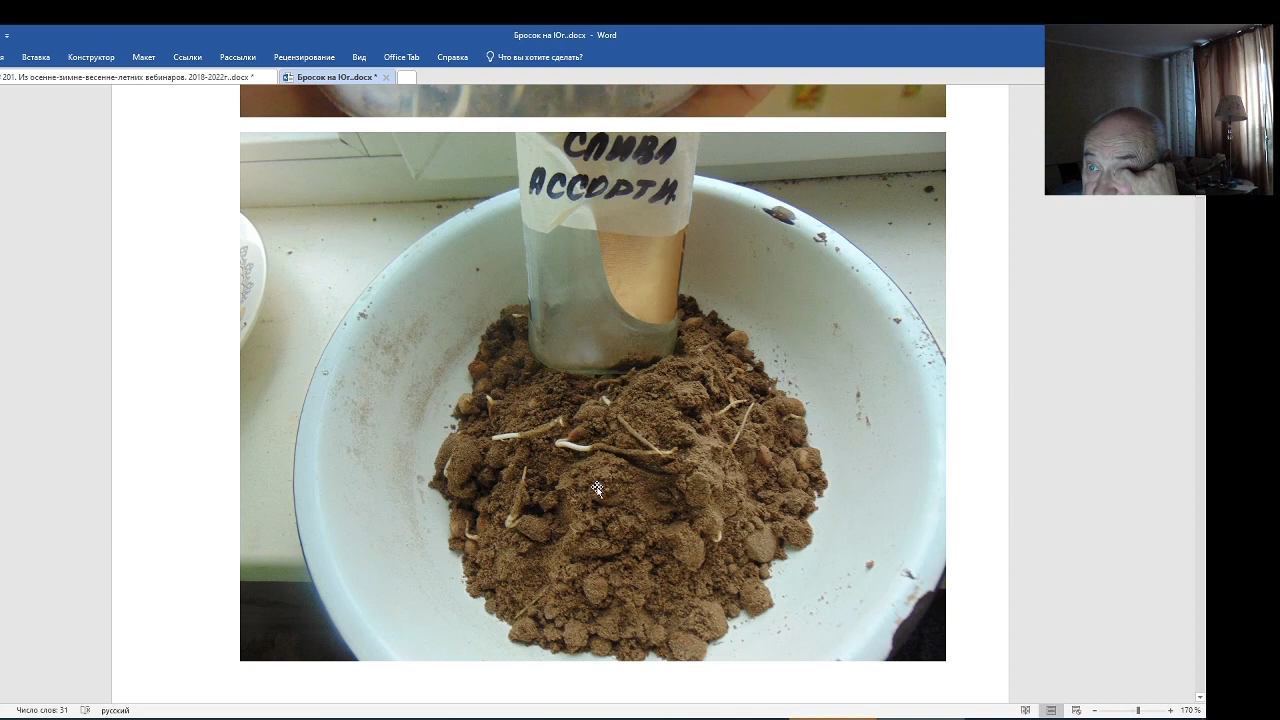 Бросок на Юг..docx - Word
я Вставка Конструктор Макет Ссылки Рассылки Рецензирование Вид Office Tab Справка Что вы хотите сделать?
201. Из осенне-зимне-весенне-летних вебинаров. 2018-2022г..docx * Бросок на Юг..docx *
СЛИВА
АССОРТИ.
Число слов: 31 русский 170 %